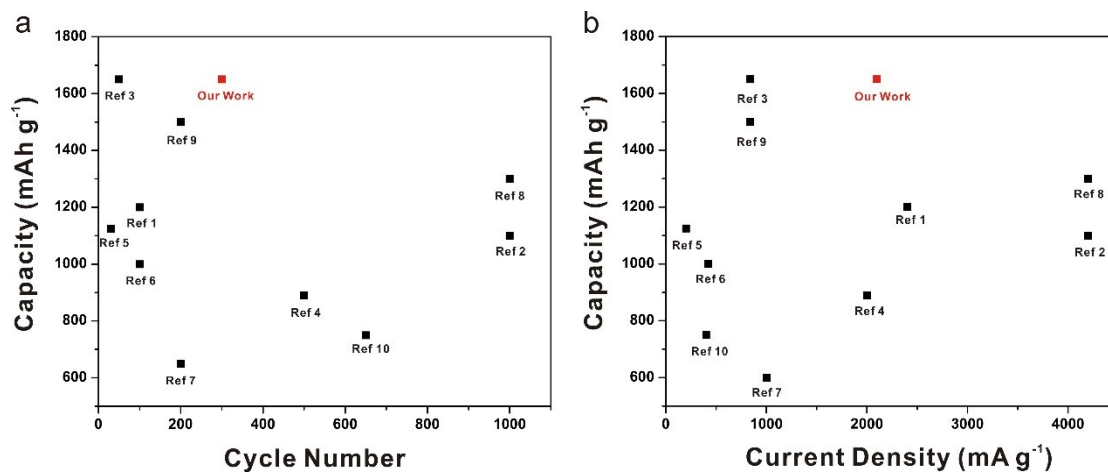 a
1800
1600
1400
1200
1000
800
600
Capacity (mAh g⁻¹)
Ref 3
Our Work
Ref 9
Ref 8
Ref 1
Ref 5
Ref 2
Ref 6
Ref 4
Ref 10
Ref 7
0 200 400 600 800 1000
Cycle Number
b
1800
1600
1400
1200
1000
800
600
Capacity (mAh g⁻¹)
Ref 3
Our Work
Ref 9
Ref 8
Ref 1
Ref 5
Ref 2
Ref 6
Ref 4
Ref 10
Ref 7
0 1000 2000 3000 4000
Current Density (mA g⁻¹)